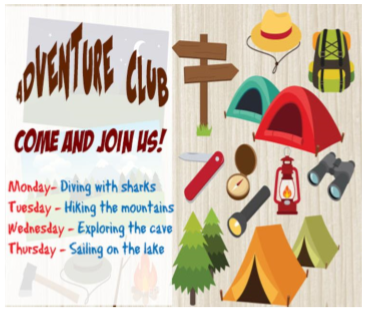 ADVENTURE CLUB
COME AND JOIN US!
Monday- Diving with sharks
Tuesday - Hiking the mountains
Wednesday - Exploring the cave
Thursday - Sailing on the lake